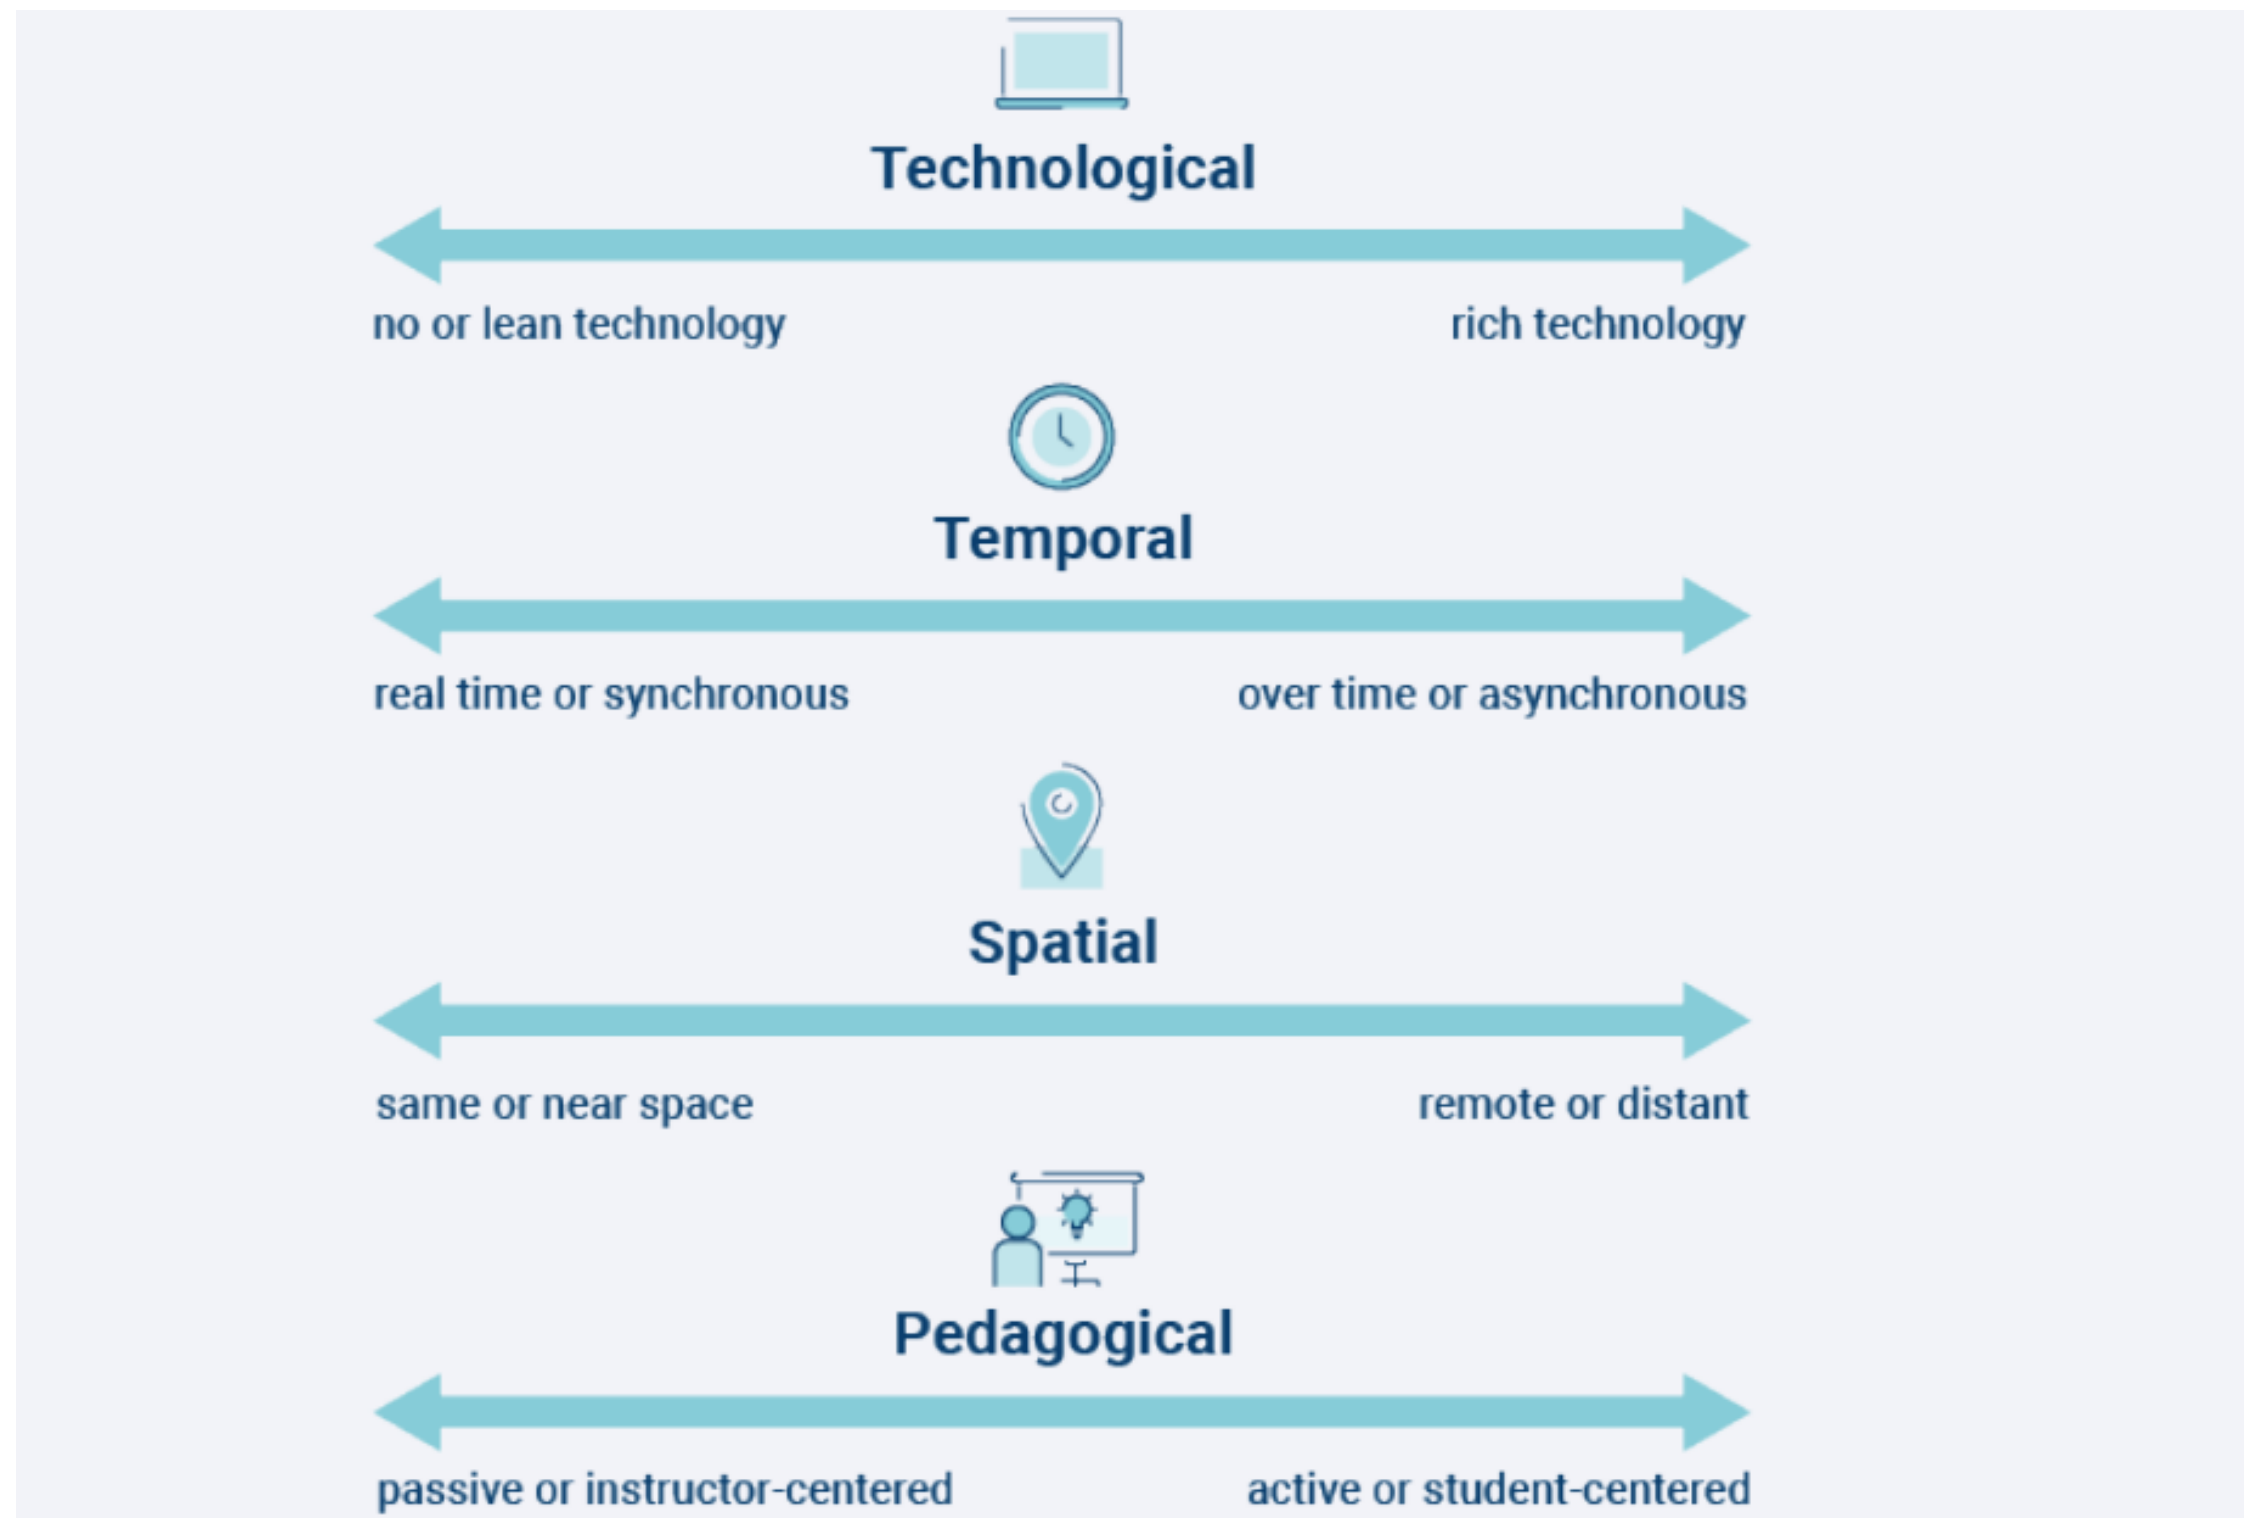 Technological
no or lean technology
rich technology
Temporal
real time or synchronous
over time or asynchronous
Spatial
same or near space
remote or distant
Pedagogical
passive or instructor-centered
active or student-centered